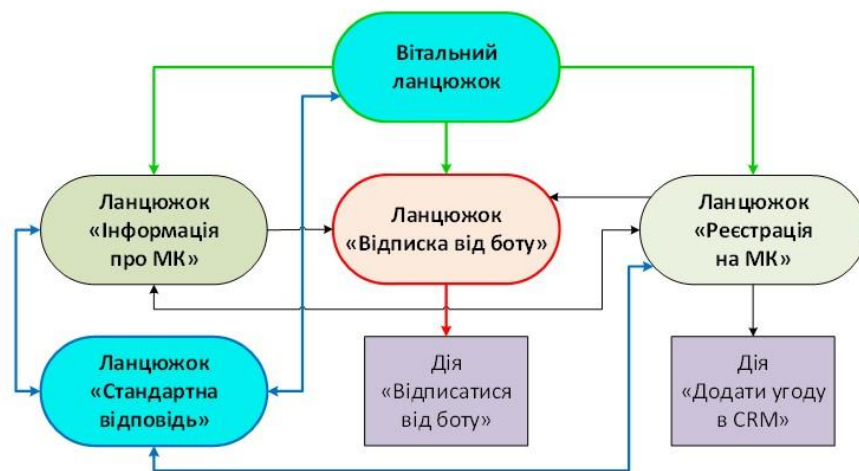 Вітальний
ланцюжок
Ланцюжок
«Інформація
про МК»
Ланцюжок
«Відписка від боту»
Ланцюжок
«Реєстрація
на МК»
Ланцюжок
«Стандартна
відповідь»
Дія
«Відписатися
від боту»
Дія
«Додати угоду
в CRM»